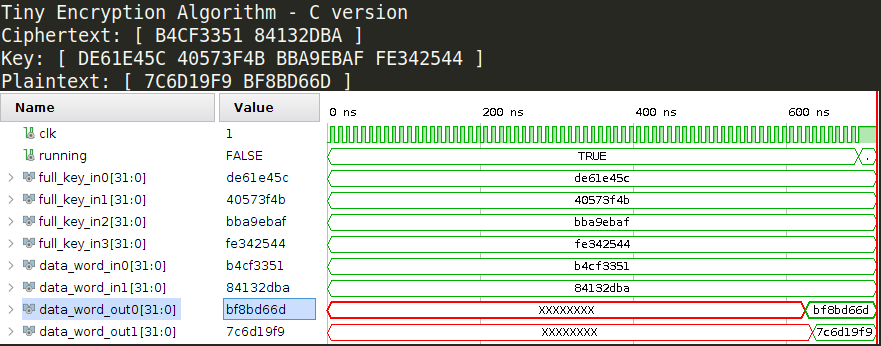 Tiny Encryption Algorithm - C version
Ciphertext: [ B4CF3351 84132DBA ]
Key: [ DE61E45C 40573F4B BBA9EBAF FE342544 ]
Plaintext: [ 7C6D19F9 BF8BD66D ]
Name Value 0 ns 200 ns 400 ns 600 ns
clk 1
running FALSE TRUE .
full_key_in0[31:0] de61e45c de61e45c
full_key_in1[31:0] 40573f4b 40573f4b
full_key_in2[31:0] bba9ebaf bba9ebaf
full_key_in3[31:0] fe342544 fe342544
data_word_in0[31:0] b4cf3351 b4cf3351
data_word_in1[31:0] 84132dba 84132dba
data_word_out0[31:0] bf8bd66d XXXXXXXX bf8bd66d
data_word_out1[31:0] 7c6d19f9 XXXXXXXX 7c6d19f9